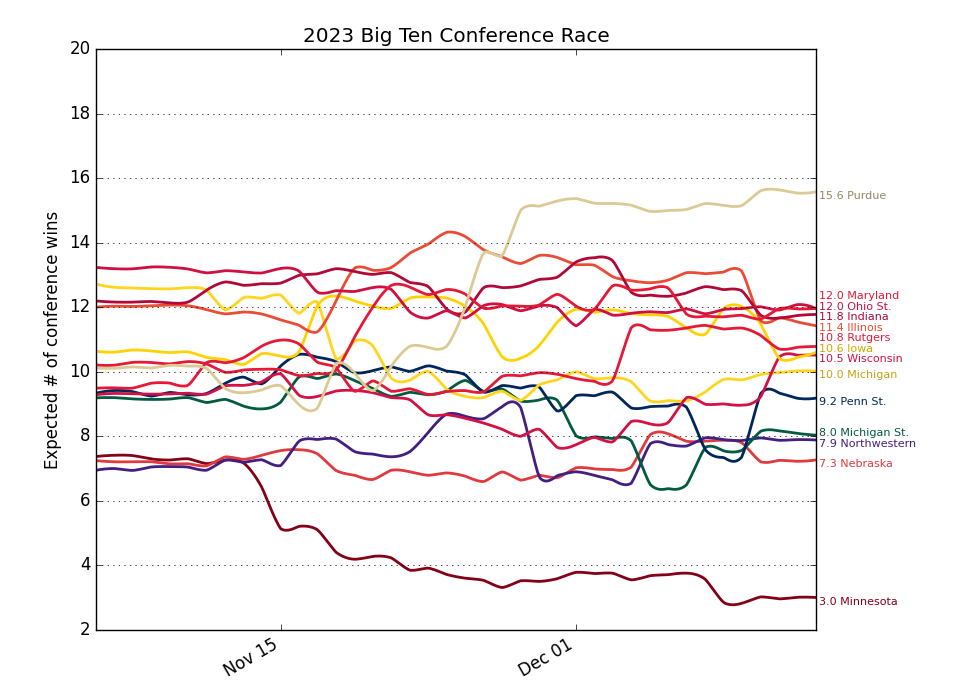 2023 Big Ten Conference Race
Expected # of conference wins
20
18
16
14
12
10
8
6
4
2
15.6 Purdue
12.0 Maryland
12.0 Ohio St.
11.8 Indiana
11.4 Illinois
10.8 Rutgers
10.6 Iowa
10.5 Wisconsin
10.0 Michigan
9.2 Penn St.
8.0 Michigan St.
7.9 Northwestern
7.3 Nebraska
3.0 Minnesota
Nov 15
Dec 01